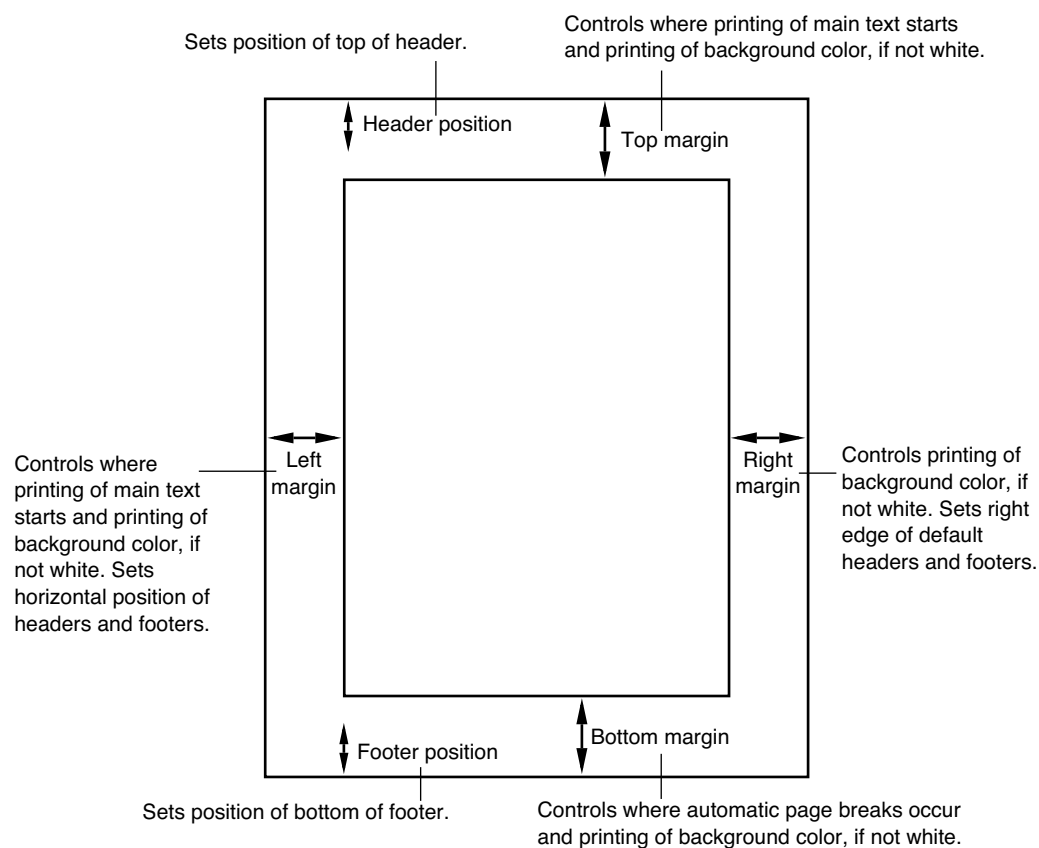 Sets position of top of header.
Controls where printing of main text starts
and printing of background color, if not white.
Header position
Top margin
Left
margin
Right
margin
Controls where
printing of main text
starts and printing of
background color, if
not white. Sets
horizontal position of
headers and footers.
Controls printing of
background color, if
not white. Sets right
edge of default
headers and footers.
Footer position
Bottom margin
Sets position of bottom of footer.
Controls where automatic page breaks occur
and printing of background color, if not white.